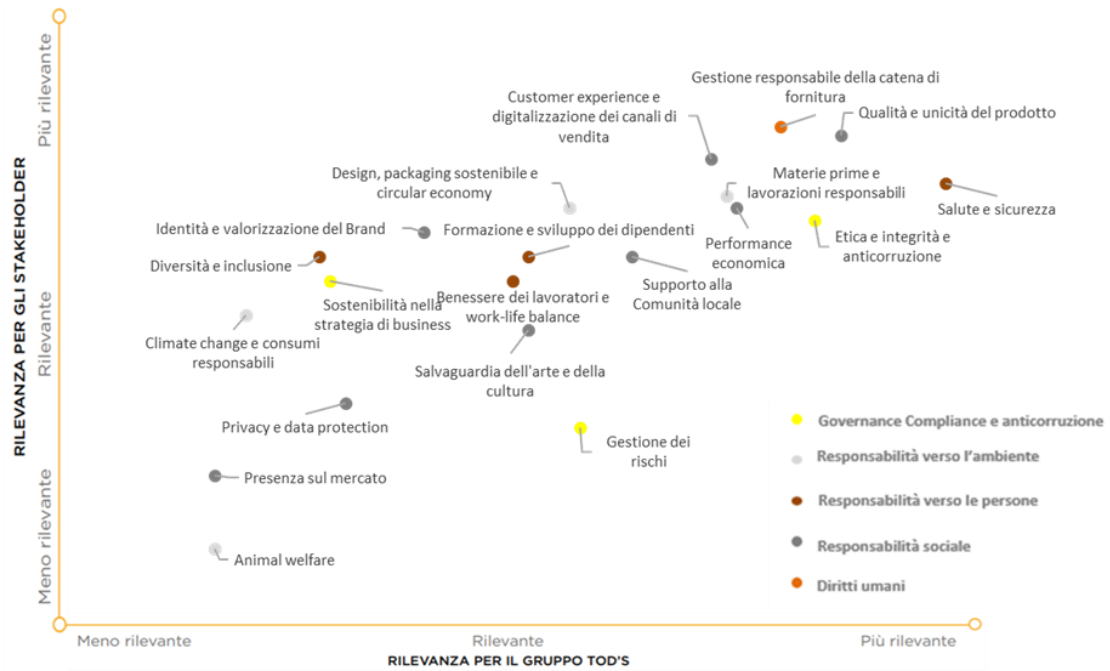 RILEVANZA PER GLI STAKEHOLDER
Più rilevante
Rilevante
Meno rilevante
Gestione responsabile della catena di
fornitura
Customer experience e
digitalizzazione dei canali di
vendita
Qualità e unicità del prodotto
Design, packaging sostenibile e
circular economy
Materie prime e
lavorazioni responsabili
Salute e sicurezza
Identità e valorizzazione del Brand
Formazione e sviluppo dei dipendenti
Performance
economica
Etica e integrità e
anticorruzione
Diversità e inclusione
Supporto alla
Comunità locale
Sostenibilità nella
strategia di business
Benessere dei lavoratori e
work-life balance
Climate change e consumi
responsabili
Salvaguardia dell'arte e della
cultura
Privacy e data protection
Gestione dei
rischi
Presenza sul mercato
Animal welfare
Governance Compliance e anticorruzione
Responsabilità verso l'ambiente
Responsabilità verso le persone
Responsabilità sociale
Diritti umani
Meno rilevante
Rilevante
Più rilevante
RILEVANZA PER IL GRUPPO TOD'S